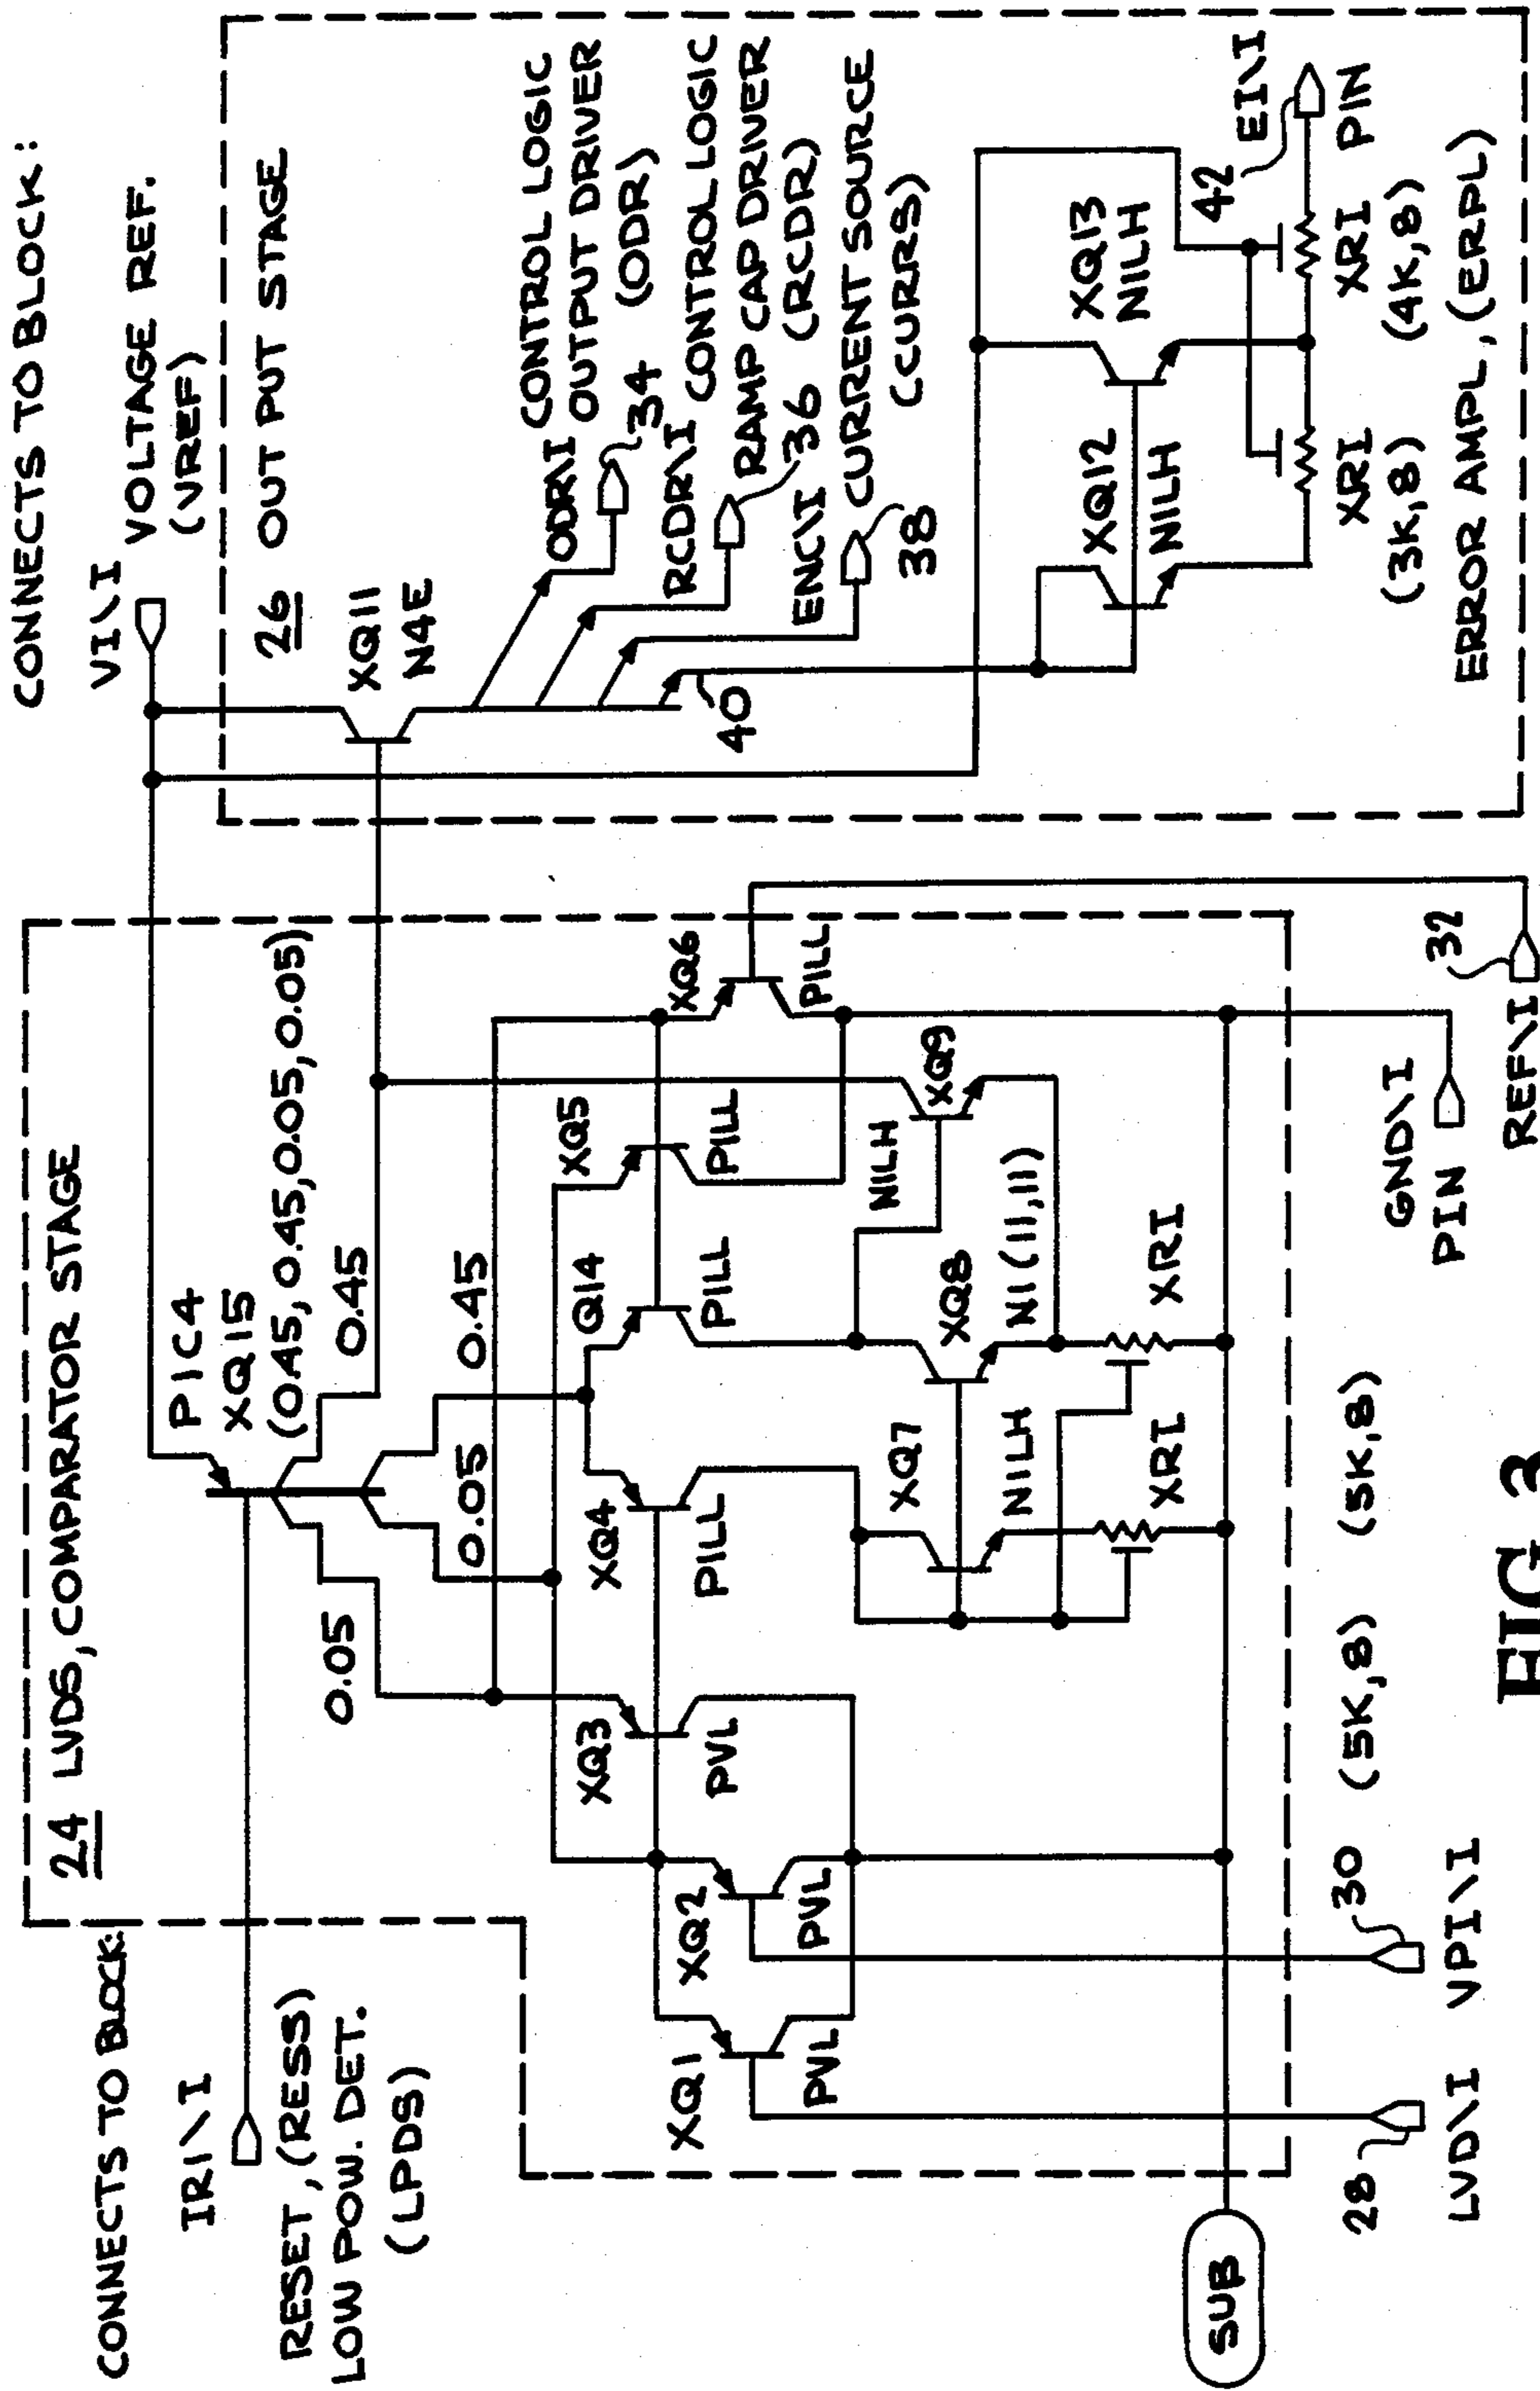 CONNECTS TO BLOCK:
IR1\I
RESET, (RESS)
LOW POW. DET.
(LPDS)
24 LVDS, COMPARATOR STAGE
PIC4
XQ15
(0.45, 0.45, 0.05, 0.05)
0.45
0.05
0.45
0.05
XQ1
PVL
XQ2
PVL
XQ3
PVL
XQ4
PILL
Q14
PILL
XQ5
PILL
XQ6
PILL
XQ7
NILH
XQ8
NI(11,11)
NILH
XQ9
XRI
XRI
(5K,8)
(5K,8)
SUB
28
LVD\I
30
VPI\I
GND\I
PIN
32
REF\I
CONNECTS TO BLOCK:
VI\I
VOLTAGE REF.
(VREF)
26 OUTPUT STAGE
XQ11
N4E
ODR\I
34
CONTROL LOGIC
OUTPUT DRIVER
(ODR)
RCDR\I
36
CONTROL LOGIC
RAMP CAP DRIVER
(RCDR)
ENC\I
38
CURRENT SOURCE
(CURRS)
40
XQ12
NILH
XQ13
NILH
42
EI\I
PIN
XRI
(3K,8)
XRI
(4K,8)
ERROR AMPL, (ERPL)
FIG 3